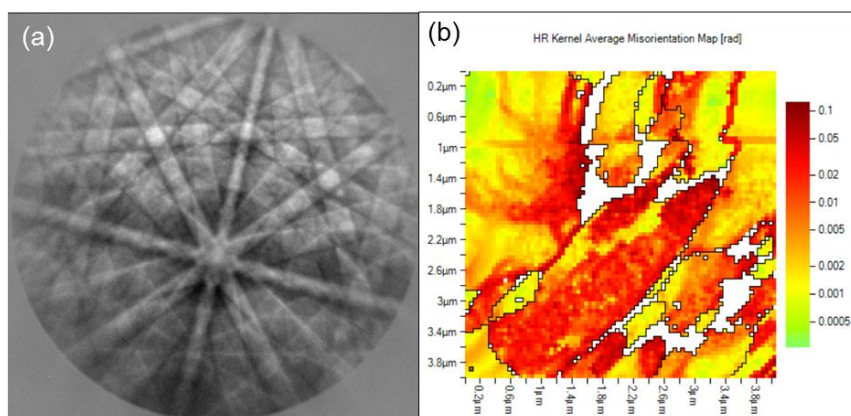 (a)
(b)
HR Kernel Average Misorientation Map [rad]
0.2µm
0.6µm
1µm
1.4µm
1.8µm
2.2µm
2.6µm
3µm
3.4µm
3.8µm
0.1
0.05
0.02
0.01
0.005
0.002
0.001
0.0005
0.2µm
0.6µm
1µm
1.4µm
1.8µm
2.2µm
2.6µm
3µm
3.4µm
3.8µm